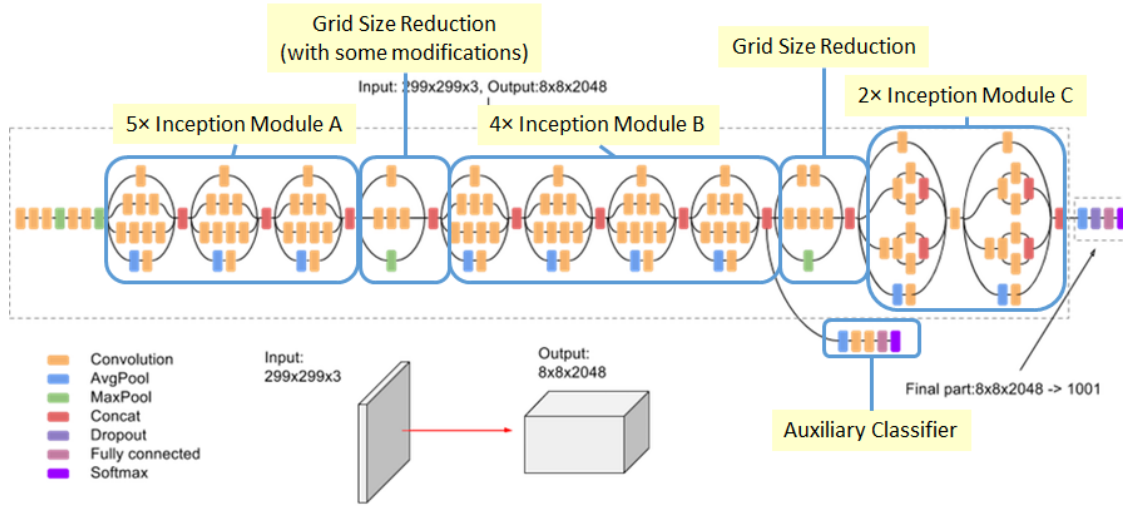 Grid Size Reduction
(with some modifications)
Grid Size Reduction
Input: 299x299x3, Output:8x8x2048
2× Inception Module C
5× Inception Module A
4× Inception Module B
Convolution
AvgPool
MaxPool
Concat
Dropout
Fully connected
Softmax
Input:
299x299x3
Output:
8x8x2048
Final part:8x8x2048 -> 1001
Auxiliary Classifier